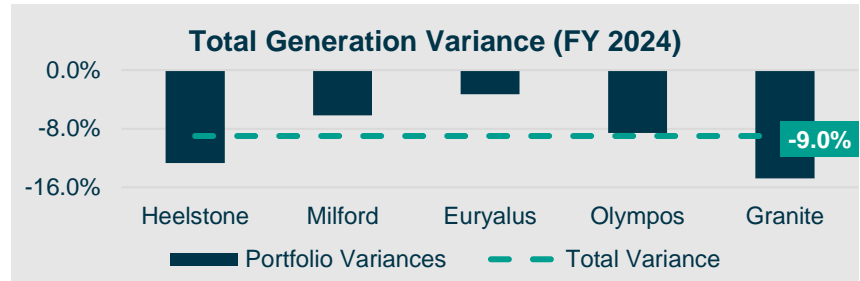 Total Generation Variance (FY 2024)
0.0%
-8.0%
-16.0%
-9.0%
Heelstone Milford Euryalus Olympos Granite
Portfolio Variances Total Variance